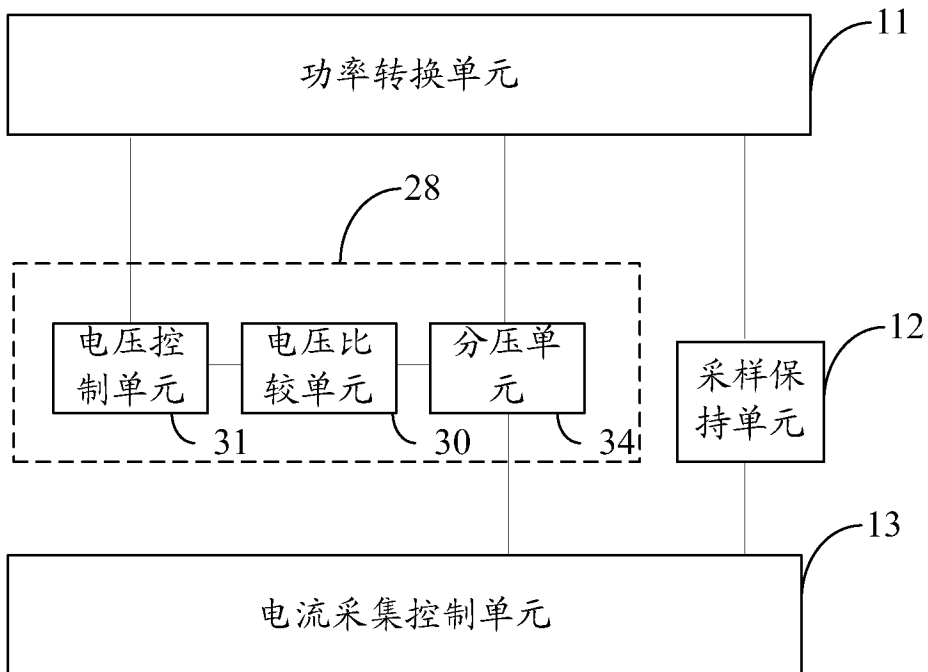 11
功率转换单元
28
电压控
制单元
31
电压比
较单元
30
分压单
元
34
12
采样保
持单元
13
电流采集控制单元